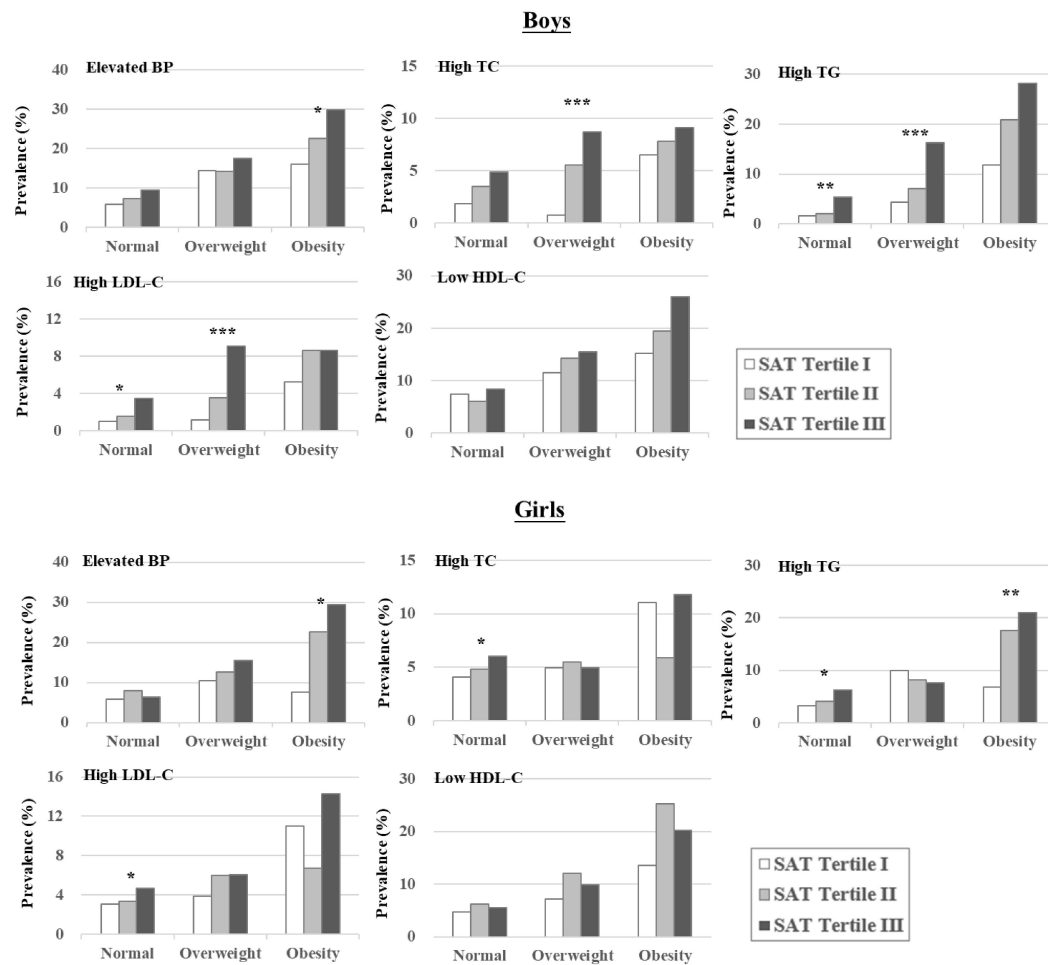 Boys
Elevated BP
Prevalence (%)
40
30
20
10
0
*
Normal Overweight Obesity
High TC
Prevalence (%)
15
10
5
0
***
Normal Overweight Obesity
High TG
Prevalence (%)
30
20
10
0
** ***
Normal Overweight Obesity
High LDL-C
Prevalence (%)
16
12
8
4
0
* ***
Normal Overweight Obesity
Low HDL-C
Prevalence (%)
30
20
10
0
Normal Overweight Obesity
SAT Tertile I
SAT Tertile II
SAT Tertile III
Girls
Elevated BP
Prevalence (%)
40
30
20
10
0
*
Normal Overweight Obesity
High TC
Prevalence (%)
15
10
5
0
*
Normal Overweight Obesity
High TG
Prevalence (%)
30
20
10
0
* **
Normal Overweight Obesity
High LDL-C
Prevalence (%)
16
12
8
4
0
*
Normal Overweight Obesity
Low HDL-C
Prevalence (%)
30
20
10
0
Normal Overweight Obesity
SAT Tertile I
SAT Tertile II
SAT Tertile III